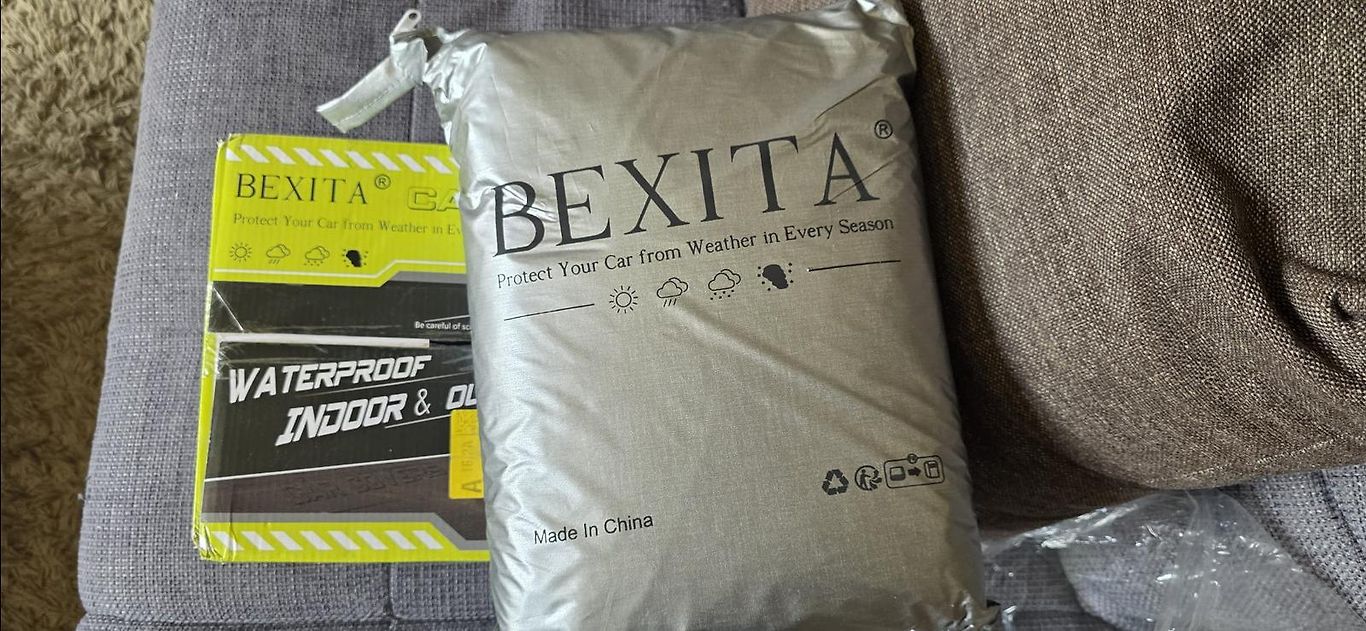 BEXITA®
Protect Your Car from Weather in
Be careful of
WATERPROOF
INDOOR &
A
BEXITA®
Protect Your Car from Weather in Every Season
Made In China